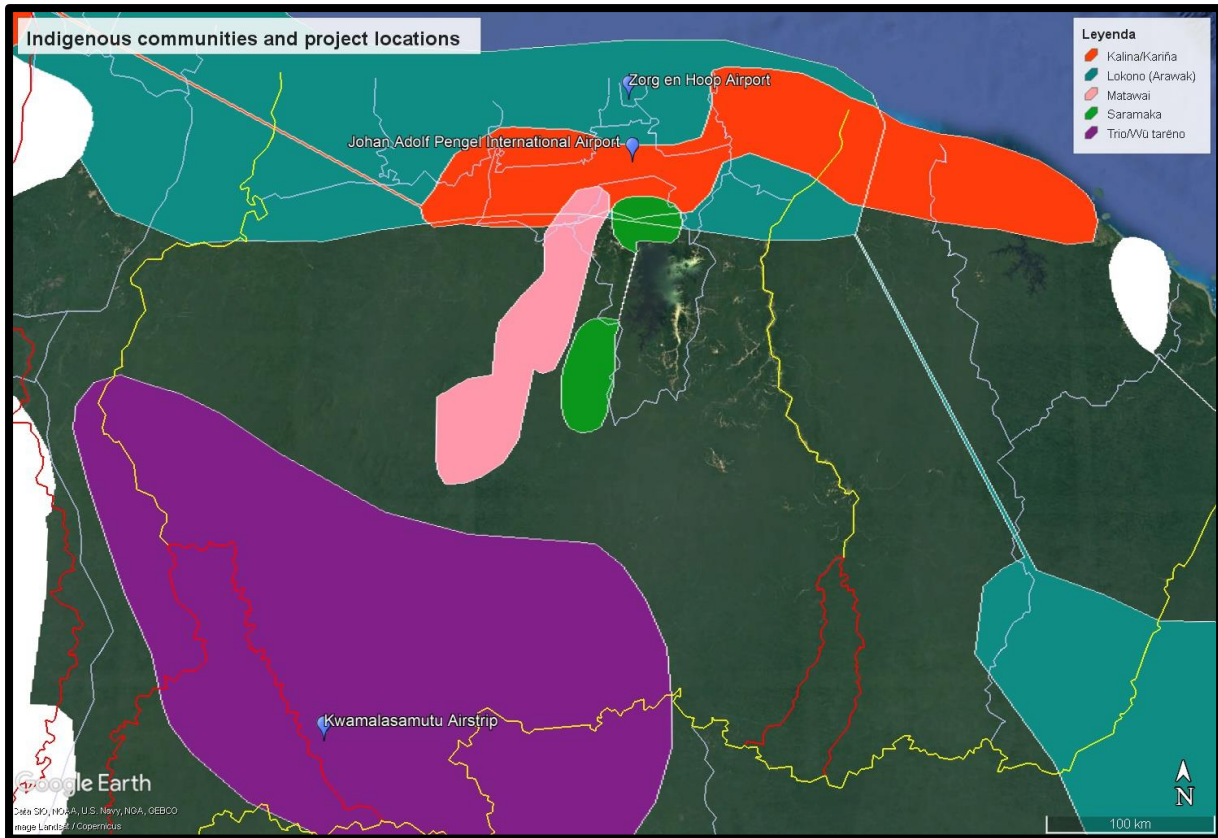 Indigenous communities and project locations
Leyenda
Kalina/Kariña
Lokono (Arawak)
Matawai
Saramaka
Trio/Wü tarëno
Zorg en Hoop Airport
Johan Adolf Pengel International Airport
Kwamalasamutu Airstrip
Google Earth
Data SIO, NOAA, U.S. Navy, NGA, GEBCO
Image Landsat / Copernicus
N
100 km